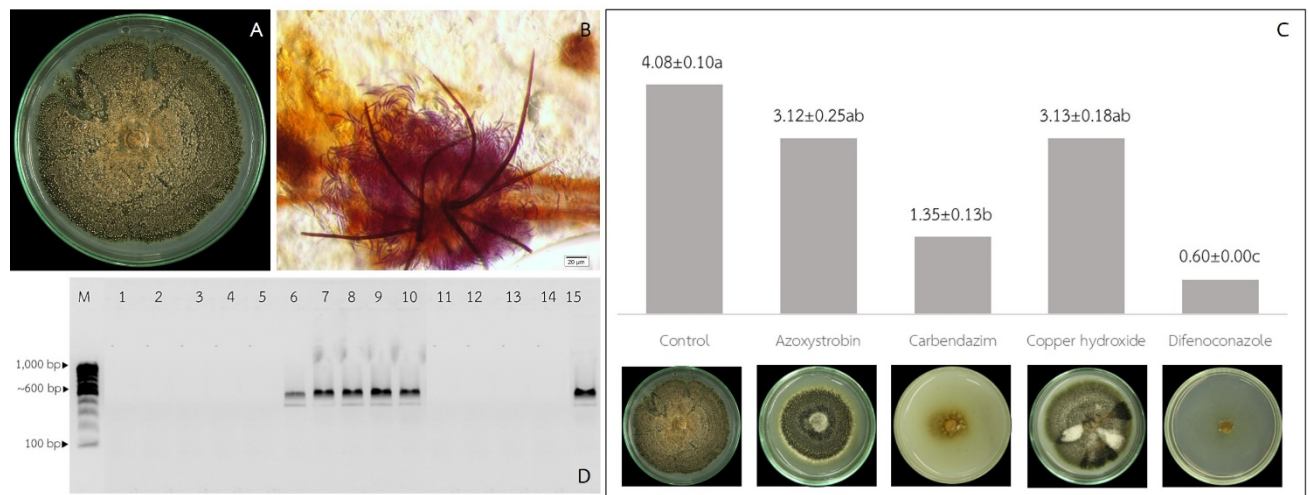 A
B
20 μm
C
4.08±0.10a
3.12±0.25ab
3.13±0.18ab
1.35±0.13b
0.60±0.00c
Control Azoxystrobin Carbendazim Copper hydroxide Difenoconazole
M 1 2 3 4 5 6 7 8 9 10 11 12 13 14 15
1,000 bp
~600 bp
100 bp
D